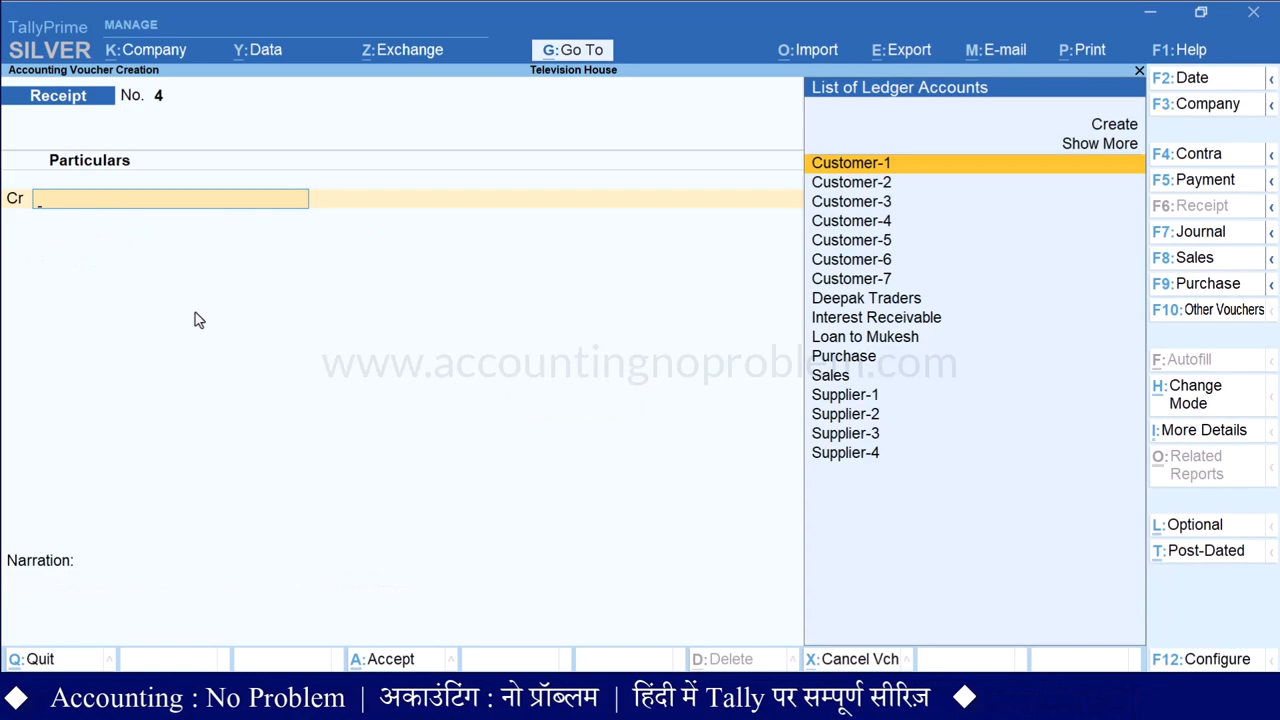 TallyPrime
SILVER
MANAGE
K:Company Y:Data Z:Exchange G:Go To O:Import E:Export M:E-mail P:Print F1:Help
Accounting Voucher Creation Television House
Receipt No. 4
Particulars
Cr
List of Ledger Accounts
Create
Show More
Customer-1
Customer-2
Customer-3
Customer-4
Customer-5
Customer-6
Customer-7
Deepak Traders
Interest Receivable
Loan to Mukesh
Purchase
Sales
Supplier-1
Supplier-2
Supplier-3
Supplier-4
F2:Date
F3:Company
F4:Contra
F5:Payment
F6:Receipt
F7:Journal
F8:Sales
F9:Purchase
F10:Other Vouchers
F:Autofill
H:Change
Mode
I:More Details
O:Related
Reports
L:Optional
T:Post-Dated
www.accountingnoproblem.com
Narration:
Q:Quit A:Accept D:Delete X:Cancel Vch F12:Configure
Accounting : No Problem | अकाउंटिंग : नो प्रॉब्लम | हिंदी में Tally पर सम्पूर्ण सीरिज़